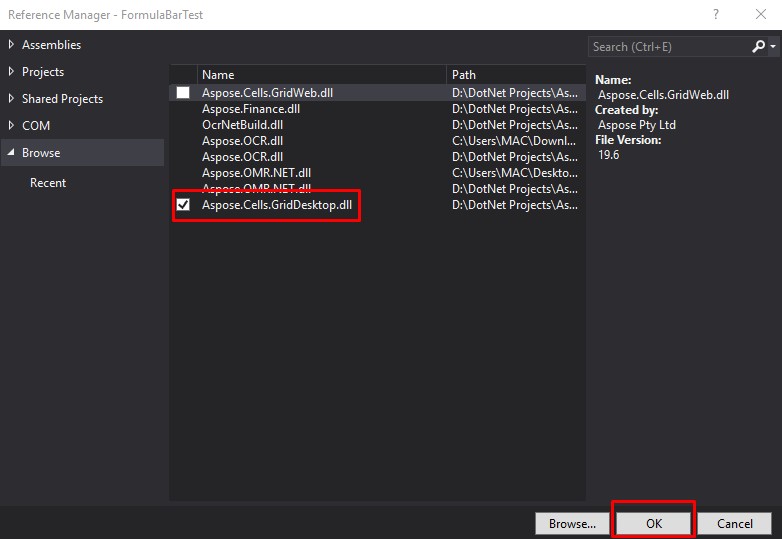 Reference Manager - FormulaBarTest
?
Assemblies
Projects
Shared Projects
COM
Browse
Recent
Name Path
Aspose.Cells.GridWeb.dll D:\DotNet Projects\As...
Aspose.Finance.dll D:\DotNet Projects\As...
OcrNetBuild.dll D:\DotNet Projects\As...
Aspose.OCR.dll C:\Users\MAC\Downl...
Aspose.OCR.dll D:\DotNet Projects\As...
Aspose.OMR.NET.dll C:\Users\MAC\Deskto...
Aspose.OMR.NET.dll D:\DotNet Projects\As...
Aspose.Cells.GridDesktop.dll D:\DotNet Projects\As...
Search (Ctrl+E)
Name:
Aspose.Cells.GridWeb.dll
Created by:
Aspose Pty Ltd
File Version:
19.6
Browse... OK Cancel